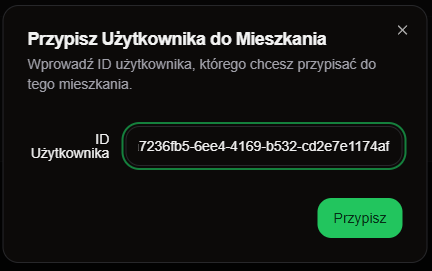 Przypisz Użytkownika do Mieszkania
Wprowadź ID użytkownika, którego chcesz przypisać do
tego mieszkania.
ID
Użytkownika
7236fb5-6ee4-4169-b532-cd2e7e1174af
Przypisz